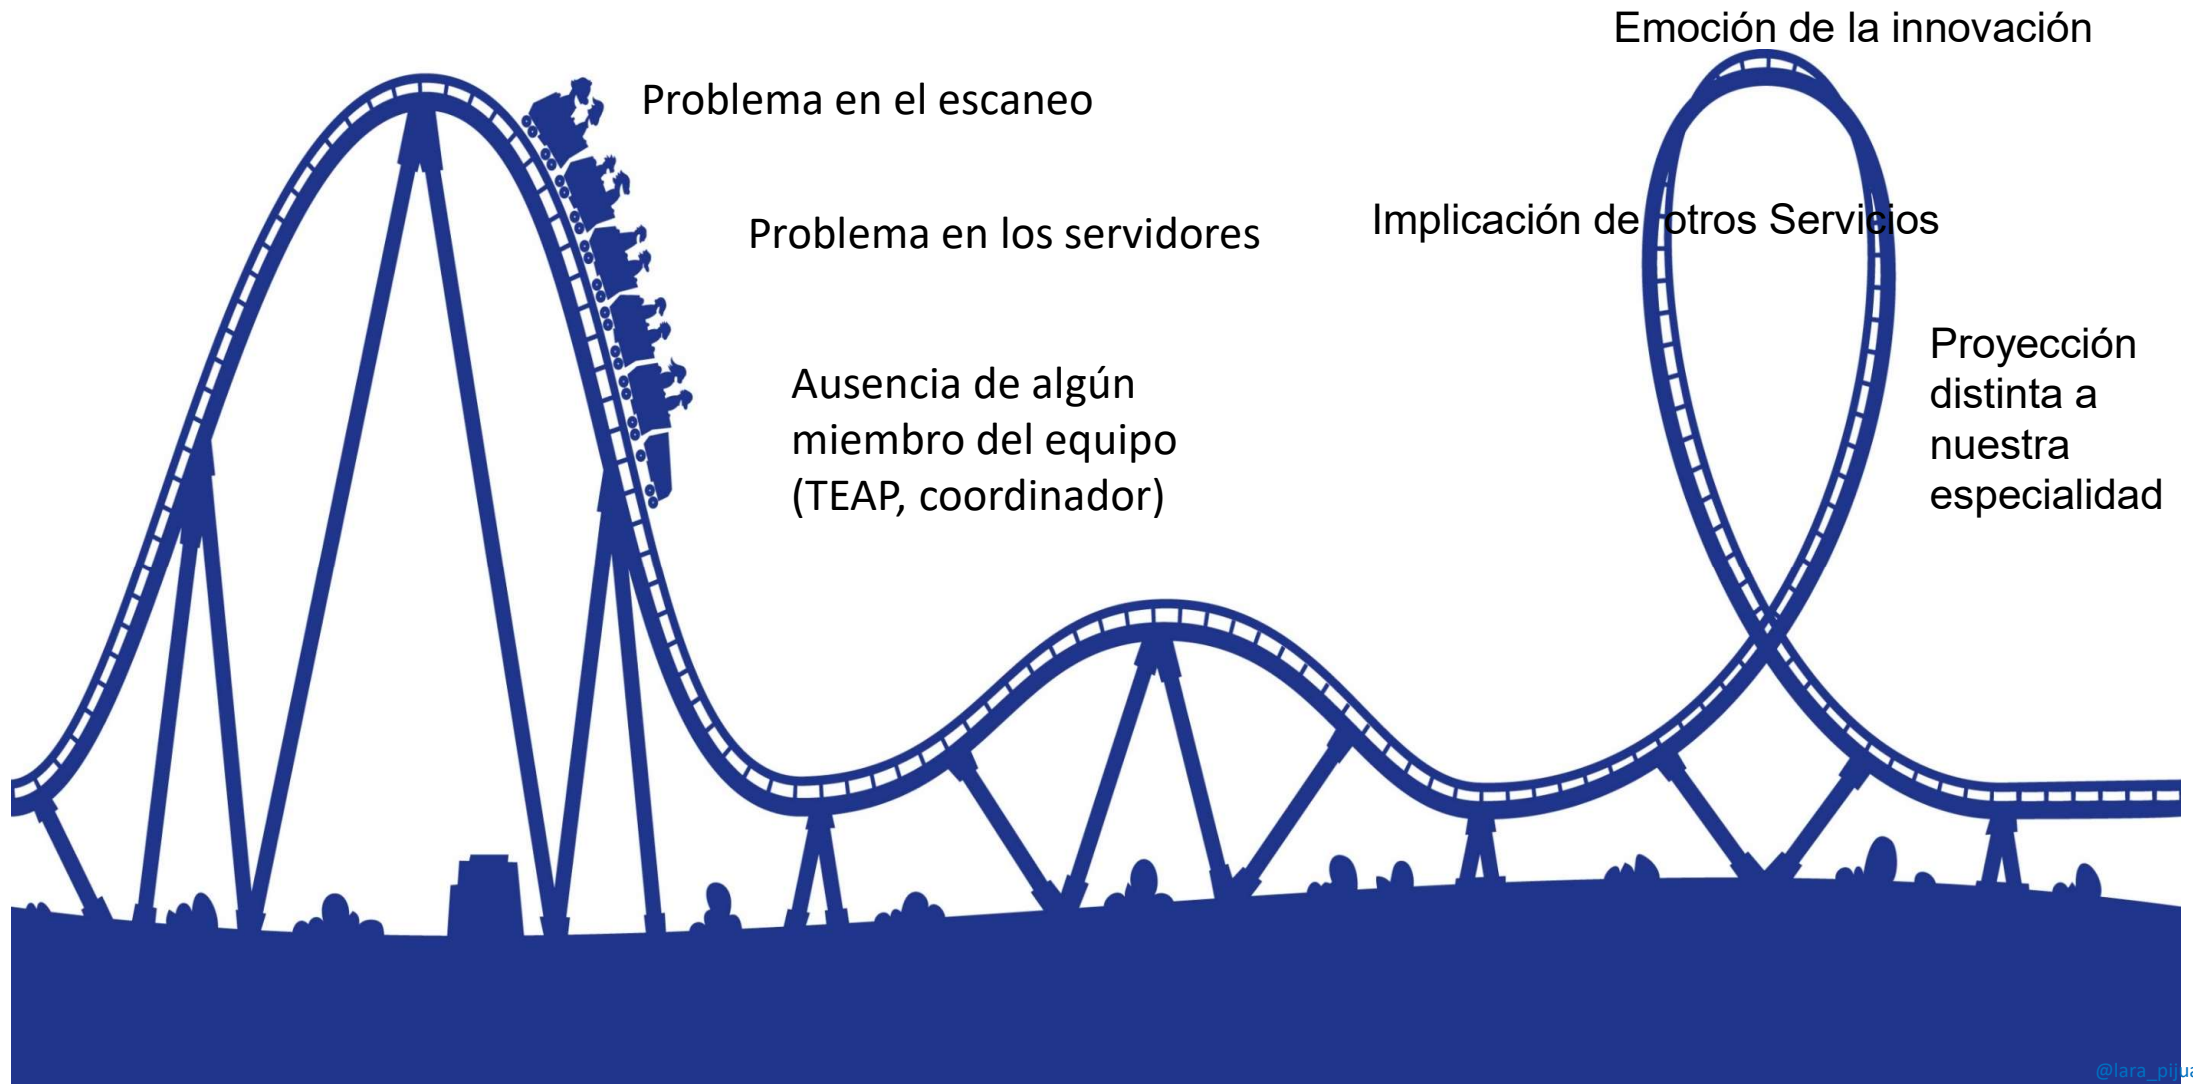 Emoción de la innovación
Problema en el escaneo
Problema en los servidores
Implicación de otros Servicios
Ausencia de algún
miembro del equipo
(TEAP, coordinador)
Proyección
distinta a
nuestra
especialidad